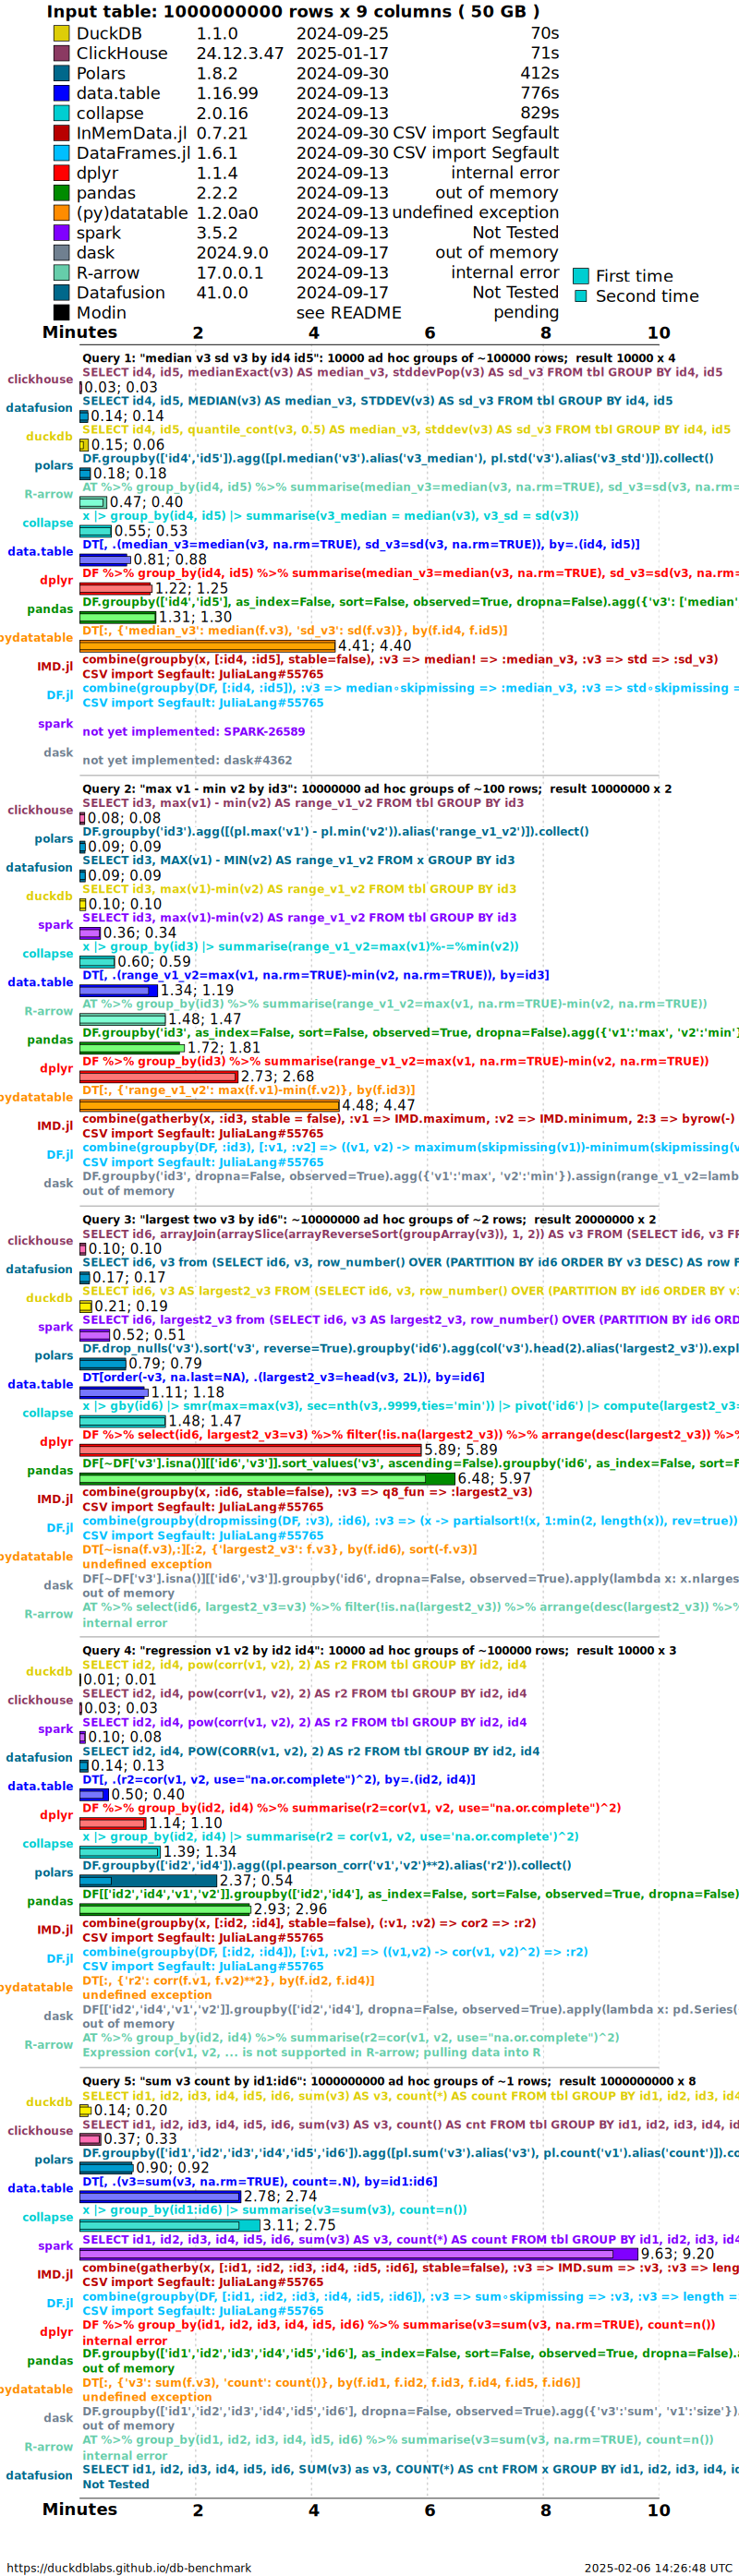 Input table: 1000000000 rows x 9 columns ( 50 GB )
DuckDB 1.1.0 2024-09-25 70s
ClickHouse 24.12.3.47 2025-01-17 71s
Polars 1.8.2 2024-09-30 412s
data.table 1.16.99 2024-09-13 776s
collapse 2.0.16 2024-09-13 829s
InMemData.jl 0.7.21 2024-09-30 CSV import Segfault
DataFrames.jl 1.6.1 2024-09-30 CSV import Segfault
dplyr 1.1.4 2024-09-13 internal error
pandas 2.2.2 2024-09-13 out of memory
(py)datatable 1.2.0a0 2024-09-13 undefined exception
spark 3.5.2 2024-09-13 Not Tested
dask 2024.9.0 2024-09-17 out of memory
R-arrow 17.0.0.1 2024-09-13 internal error
Datafusion 41.0.0 2024-09-17 Not Tested
Modin see README pending
First time
Second time
Minutes 2 4 6 8 10
Query 1: "median v3 sd v3 by id4 id5": 10000 ad hoc groups of ~100000 rows; result 10000 x 4
clickhouse SELECT id4, id5, medianExact(v3) AS median_v3, stddevPop(v3) AS sd_v3 FROM tbl GROUP BY id4, id5
0.03; 0.03
datafusion SELECT id4, id5, MEDIAN(v3) AS median_v3, STDDEV(v3) AS sd_v3 FROM tbl GROUP BY id4, id5
0.14; 0.14
duckdb SELECT id4, id5, quantile_cont(v3, 0.5) AS median_v3, stddev(v3) AS sd_v3 FROM tbl GROUP BY id4, id5
0.15; 0.06
polars DF.groupby(['id4','id5']).agg([pl.median('v3').alias('v3_median'), pl.std('v3').alias('v3_std')]).collect()
0.18; 0.18
R-arrow AT %>% group_by(id4, id5) %>% summarise(median_v3=median(v3, na.rm=TRUE), sd_v3=sd(v3, na.rm=
0.47; 0.40
collapse x |> group_by(id4, id5) |> summarise(v3_median = median(v3), v3_sd = sd(v3))
0.55; 0.53
data.table DT[, .(median_v3=median(v3, na.rm=TRUE), sd_v3=sd(v3, na.rm=TRUE)), by=.(id4, id5)]
0.81; 0.88
dplyr DF %>% group_by(id4, id5) %>% summarise(median_v3=median(v3, na.rm=TRUE), sd_v3=sd(v3, na.rm=
1.22; 1.25
pandas DF.groupby(['id4','id5'], as_index=False, sort=False, observed=True, dropna=False).agg({'v3': ['median'
1.31; 1.30
pydatatable DT[:, {'median_v3': median(f.v3), 'sd_v3': sd(f.v3)}, by(f.id4, f.id5)]
4.41; 4.40
IMD.jl combine(groupby(x, [:id4, :id5], stable=false), :v3 => median! => :median_v3, :v3 => std => :sd_v3)
CSV import Segfault: JuliaLang#55765
DF.jl combine(groupby(DF, [:id4, :id5]), :v3 => median∘skipmissing => :median_v3, :v3 => std∘skipmissing =
CSV import Segfault: JuliaLang#55765
spark not yet implemented: SPARK-26589
dask not yet implemented: dask#4362
Query 2: "max v1 - min v2 by id3": 10000000 ad hoc groups of ~100 rows; result 10000000 x 2
clickhouse SELECT id3, max(v1) - min(v2) AS range_v1_v2 FROM tbl GROUP BY id3
0.08; 0.08
polars DF.groupby('id3').agg([(pl.max('v1') - pl.min('v2')).alias('range_v1_v2')]).collect()
0.09; 0.09
datafusion SELECT id3, MAX(v1) - MIN(v2) AS range_v1_v2 FROM x GROUP BY id3
0.09; 0.09
duckdb SELECT id3, max(v1)-min(v2) AS range_v1_v2 FROM tbl GROUP BY id3
0.10; 0.10
spark SELECT id3, max(v1)-min(v2) AS range_v1_v2 FROM tbl GROUP BY id3
0.36; 0.34
collapse x |> group_by(id3) |> summarise(range_v1_v2=max(v1)%-=%min(v2))
0.60; 0.59
data.table DT[, .(range_v1_v2=max(v1, na.rm=TRUE)-min(v2, na.rm=TRUE)), by=id3]
1.34; 1.19
R-arrow AT %>% group_by(id3) %>% summarise(range_v1_v2=max(v1, na.rm=TRUE)-min(v2, na.rm=TRUE))
1.48; 1.47
pandas DF.groupby('id3', as_index=False, sort=False, observed=True, dropna=False).agg({'v1':'max', 'v2':'min'}
1.72; 1.81
dplyr DF %>% group_by(id3) %>% summarise(range_v1_v2=max(v1, na.rm=TRUE)-min(v2, na.rm=TRUE))
2.73; 2.68
pydatatable DT[:, {'range_v1_v2': max(f.v1)-min(f.v2)}, by(f.id3)]
4.48; 4.47
IMD.jl combine(gatherby(x, :id3, stable = false), :v1 => IMD.maximum, :v2 => IMD.minimum, 2:3 => byrow(-)
CSV import Segfault: JuliaLang#55765
DF.jl combine(groupby(DF, :id3), [:v1, :v2] => ((v1, v2) -> maximum(skipmissing(v1))-minimum(skipmissing(v
CSV import Segfault: JuliaLang#55765
dask DF.groupby('id3', dropna=False, observed=True).agg({'v1':'max', 'v2':'min'}).assign(range_v1_v2=lamb
out of memory
Query 3: "largest two v3 by id6": ~10000000 ad hoc groups of ~2 rows; result 20000000 x 2
clickhouse SELECT id6, arrayJoin(arraySlice(arrayReverseSort(groupArray(v3)), 1, 2)) AS v3 FROM (SELECT id6, v3 FR
0.10; 0.10
datafusion SELECT id6, v3 from (SELECT id6, v3, row_number() OVER (PARTITION BY id6 ORDER BY v3 DESC) AS row F
0.17; 0.17
duckdb SELECT id6, v3 AS largest2_v3 FROM (SELECT id6, v3, row_number() OVER (PARTITION BY id6 ORDER BY v3
0.21; 0.19
spark SELECT id6, largest2_v3 from (SELECT id6, v3 AS largest2_v3, row_number() OVER (PARTITION BY id6 ORD
0.52; 0.51
polars DF.drop_nulls('v3').sort('v3', reverse=True).groupby('id6').agg(col('v3').head(2).alias('largest2_v3')).expl
0.79; 0.79
data.table DT[order(-v3, na.last=NA), .(largest2_v3=head(v3, 2L)), by=id6]
1.11; 1.18
collapse x |> gby(id6) |> smr(max=max(v3), sec=nth(v3,.9999,ties='min')) |> pivot('id6') |> compute(largest2_v3=
1.48; 1.47
dplyr DF %>% select(id6, largest2_v3=v3) %>% filter(!is.na(largest2_v3)) %>% arrange(desc(largest2_v3)) %>%
5.89; 5.89
pandas DF[~DF['v3'].isna()][['id6','v3']].sort_values('v3', ascending=False).groupby('id6', as_index=False, sort=F
6.48; 5.97
IMD.jl combine(groupby(x, :id6, stable=false), :v3 => q8_fun => :largest2_v3)
CSV import Segfault: JuliaLang#55765
DF.jl combine(groupby(dropmissing(DF, :v3), :id6), :v3 => (x -> partialsort!(x, 1:min(2, length(x)), rev=true))
CSV import Segfault: JuliaLang#55765
pydatatable DT[~isna(f.v3),:][:2, {'largest2_v3': f.v3}, by(f.id6), sort(-f.v3)]
undefined exception
dask DF[~DF['v3'].isna()][['id6','v3']].groupby('id6', dropna=False, observed=True).apply(lambda x: x.nlarges
out of memory
R-arrow AT %>% select(id6, largest2_v3=v3) %>% filter(!is.na(largest2_v3)) %>% arrange(desc(largest2_v3)) %>%
internal error
Query 4: "regression v1 v2 by id2 id4": 10000 ad hoc groups of ~100000 rows; result 10000 x 3
duckdb SELECT id2, id4, pow(corr(v1, v2), 2) AS r2 FROM tbl GROUP BY id2, id4
0.01; 0.01
clickhouse SELECT id2, id4, pow(corr(v1, v2), 2) AS r2 FROM tbl GROUP BY id2, id4
0.03; 0.03
spark SELECT id2, id4, pow(corr(v1, v2), 2) AS r2 FROM tbl GROUP BY id2, id4
0.10; 0.08
datafusion SELECT id2, id4, POW(CORR(v1, v2), 2) AS r2 FROM tbl GROUP BY id2, id4
0.14; 0.13
data.table DT[, .(r2=cor(v1, v2, use="na.or.complete")^2), by=.(id2, id4)]
0.50; 0.40
dplyr DF %>% group_by(id2, id4) %>% summarise(r2=cor(v1, v2, use="na.or.complete")^2)
1.14; 1.10
collapse x |> group_by(id2, id4) |> summarise(r2 = cor(v1, v2, use='na.or.complete')^2)
1.39; 1.34
polars DF.groupby(['id2','id4']).agg((pl.pearson_corr('v1','v2')**2).alias('r2')).collect()
2.37; 0.54
pandas DF[['id2','id4','v1','v2']].groupby(['id2','id4'], as_index=False, sort=False, observed=True, dropna=False)
2.93; 2.96
IMD.jl combine(groupby(x, [:id2, :id4], stable=false), (:v1, :v2) => cor2 => :r2)
CSV import Segfault: JuliaLang#55765
DF.jl combine(groupby(DF, [:id2, :id4]), [:v1, :v2] => ((v1,v2) -> cor(v1, v2)^2) => :r2)
CSV import Segfault: JuliaLang#55765
pydatatable DT[:, {'r2': corr(f.v1, f.v2)**2}, by(f.id2, f.id4)]
undefined exception
dask DF[['id2','id4','v1','v2']].groupby(['id2','id4'], dropna=False, observed=True).apply(lambda x: pd.Series(
out of memory
R-arrow AT %>% group_by(id2, id4) %>% summarise(r2=cor(v1, v2, use="na.or.complete")^2)
Expression cor(v1, v2, ... is not supported in R-arrow; pulling data into R
Query 5: "sum v3 count by id1:id6": 1000000000 ad hoc groups of ~1 rows; result 1000000000 x 8
duckdb SELECT id1, id2, id3, id4, id5, id6, sum(v3) AS v3, count(*) AS count FROM tbl GROUP BY id1, id2, id3, id4
0.14; 0.20
clickhouse SELECT id1, id2, id3, id4, id5, id6, sum(v3) AS v3, count() AS cnt FROM tbl GROUP BY id1, id2, id3, id4, id
0.37; 0.33
polars DF.groupby(['id1','id2','id3','id4','id5','id6']).agg([pl.sum('v3').alias('v3'), pl.count('v1').alias('count')]).co
0.90; 0.92
data.table DT[, .(v3=sum(v3, na.rm=TRUE), count=.N), by=id1:id6]
2.78; 2.74
collapse x |> group_by(id1:id6) |> summarise(v3=sum(v3), count=n())
3.11; 2.75
spark SELECT id1, id2, id3, id4, id5, id6, sum(v3) AS v3, count(*) AS count FROM tbl GROUP BY id1, id2, id3, id4
9.63; 9.20
IMD.jl combine(gatherby(x, [:id1, :id2, :id3, :id4, :id5, :id6], stable=false), :v3 => IMD.sum => :v3, :v3 => leng
CSV import Segfault: JuliaLang#55765
DF.jl combine(groupby(DF, [:id1, :id2, :id3, :id4, :id5, :id6]), :v3 => sum∘skipmissing => :v3, :v3 => length =
CSV import Segfault: JuliaLang#55765
dplyr DF %>% group_by(id1, id2, id3, id4, id5, id6) %>% summarise(v3=sum(v3, na.rm=TRUE), count=n())
internal error
pandas DF.groupby(['id1','id2','id3','id4','id5','id6'], as_index=False, sort=False, observed=True, dropna=False).a
out of memory
pydatatable DT[:, {'v3': sum(f.v3), 'count': count()}, by(f.id1, f.id2, f.id3, f.id4, f.id5, f.id6)]
undefined exception
dask DF.groupby(['id1','id2','id3','id4','id5','id6'], dropna=False, observed=True).agg({'v3':'sum', 'v1':'size'}).
out of memory
R-arrow AT %>% group_by(id1, id2, id3, id4, id5, id6) %>% summarise(v3=sum(v3, na.rm=TRUE), count=n())
internal error
datafusion SELECT id1, id2, id3, id4, id5, id6, SUM(v3) as v3, COUNT(*) AS cnt FROM x GROUP BY id1, id2, id3, id4, id
Not Tested
Minutes 2 4 6 8 10
https://duckdblabs.github.io/db-benchmark 2025-02-06 14:26:48 UTC